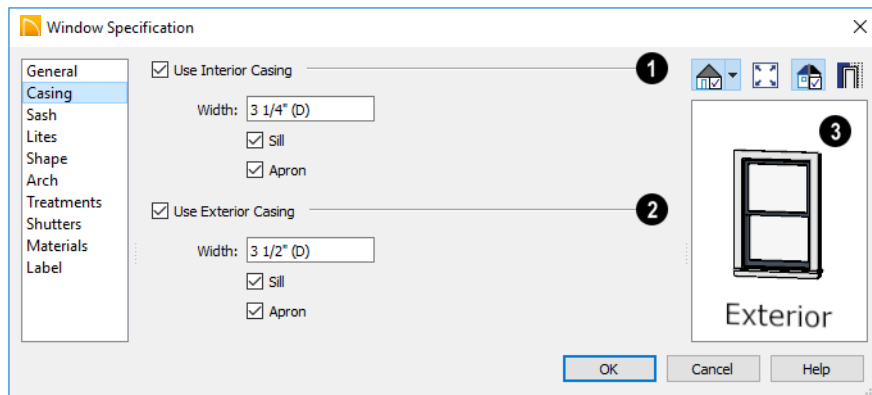 Window Specification
General
Casing
Sash
Lites
Shape
Arch
Treatments
Shutters
Materials
Label
Use Interior Casing
1
Width: 3 1/4" (D)
Sill
Apron
Use Exterior Casing
2
Width: 3 1/2" (D)
Sill
Apron
3
Exterior
OK Cancel Help